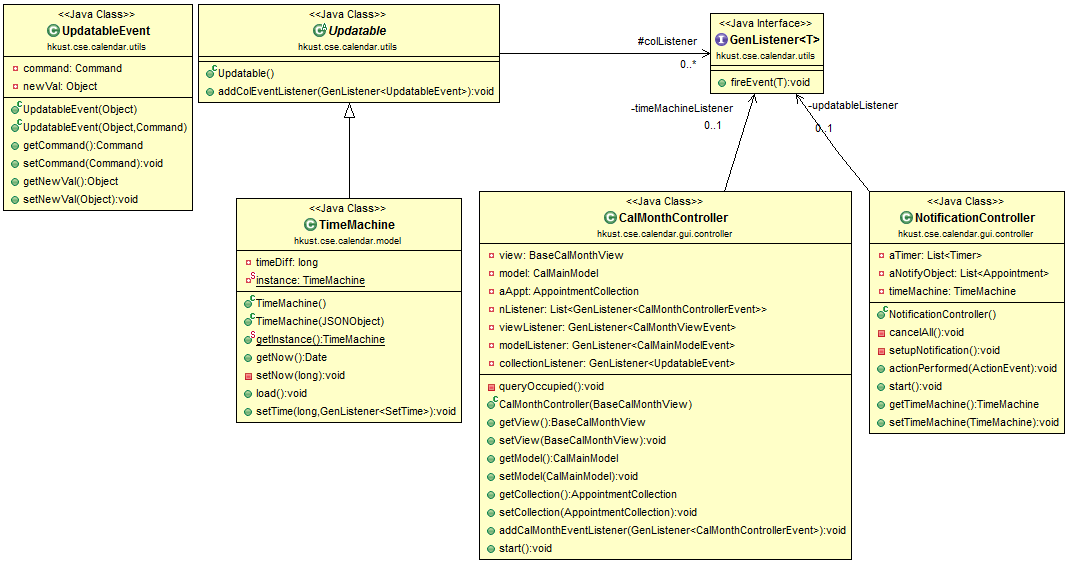 <<Java Class>>
UpdatableEvent
hkust.cse.calendar.utils
command: Command
newVal: Object
UpdatableEvent(Object)
UpdatableEvent(Object,Command)
getCommand():Command
setCommand(Command):void
getNewVal():Object
setNewVal(Object):void
<<Java Class>>
Updatable
hkust.cse.calendar.utils
Updatable()
addColEventListener(GenListener<UpdatableEvent>):void
#colListener
0..*
<<Java Interface>>
GenListener<T>
hkust.cse.calendar.utils
fireEvent(T):void
-timeMachineListener
0..1
-updatableListener
0..1
<<Java Class>>
TimeMachine
hkust.cse.calendar.model
timeDiff: long
instance: TimeMachine
TimeMachine()
TimeMachine(JSONObject)
getInstance():TimeMachine
getNow():Date
setNow(long):void
load():void
setTime(long,GenListener<SetTime>):void
<<Java Class>>
CalMonthController
hkust.cse.calendar.gui.controller
view: BaseCalMonthView
model: CalMainModel
aAppt: AppointmentCollection
nListener: List<GenListener<CalMonthControllerEvent>>
viewListener: GenListener<CalMonthViewEvent>
modelListener: GenListener<CalMainModelEvent>
collectionListener: GenListener<UpdatableEvent>
queryOccupied():void
CalMonthController(BaseCalMonthView)
getView():BaseCalMonthView
setView(BaseCalMonthView):void
getModel():CalMainModel
setModel(CalMainModel):void
getCollection():AppointmentCollection
setCollection(AppointmentCollection):void
addCalMonthEventListener(GenListener<CalMonthControllerEvent>):void
start():void
<<Java Class>>
NotificationController
hkust.cse.calendar.gui.controller
aTimer: List<Timer>
aNotifyObject: List<Appointment>
timeMachine: TimeMachine
NotificationController()
cancelAll():void
setupNotification():void
actionPerformed(ActionEvent):void
start():void
getTimeMachine():TimeMachine
setTimeMachine(TimeMachine):void